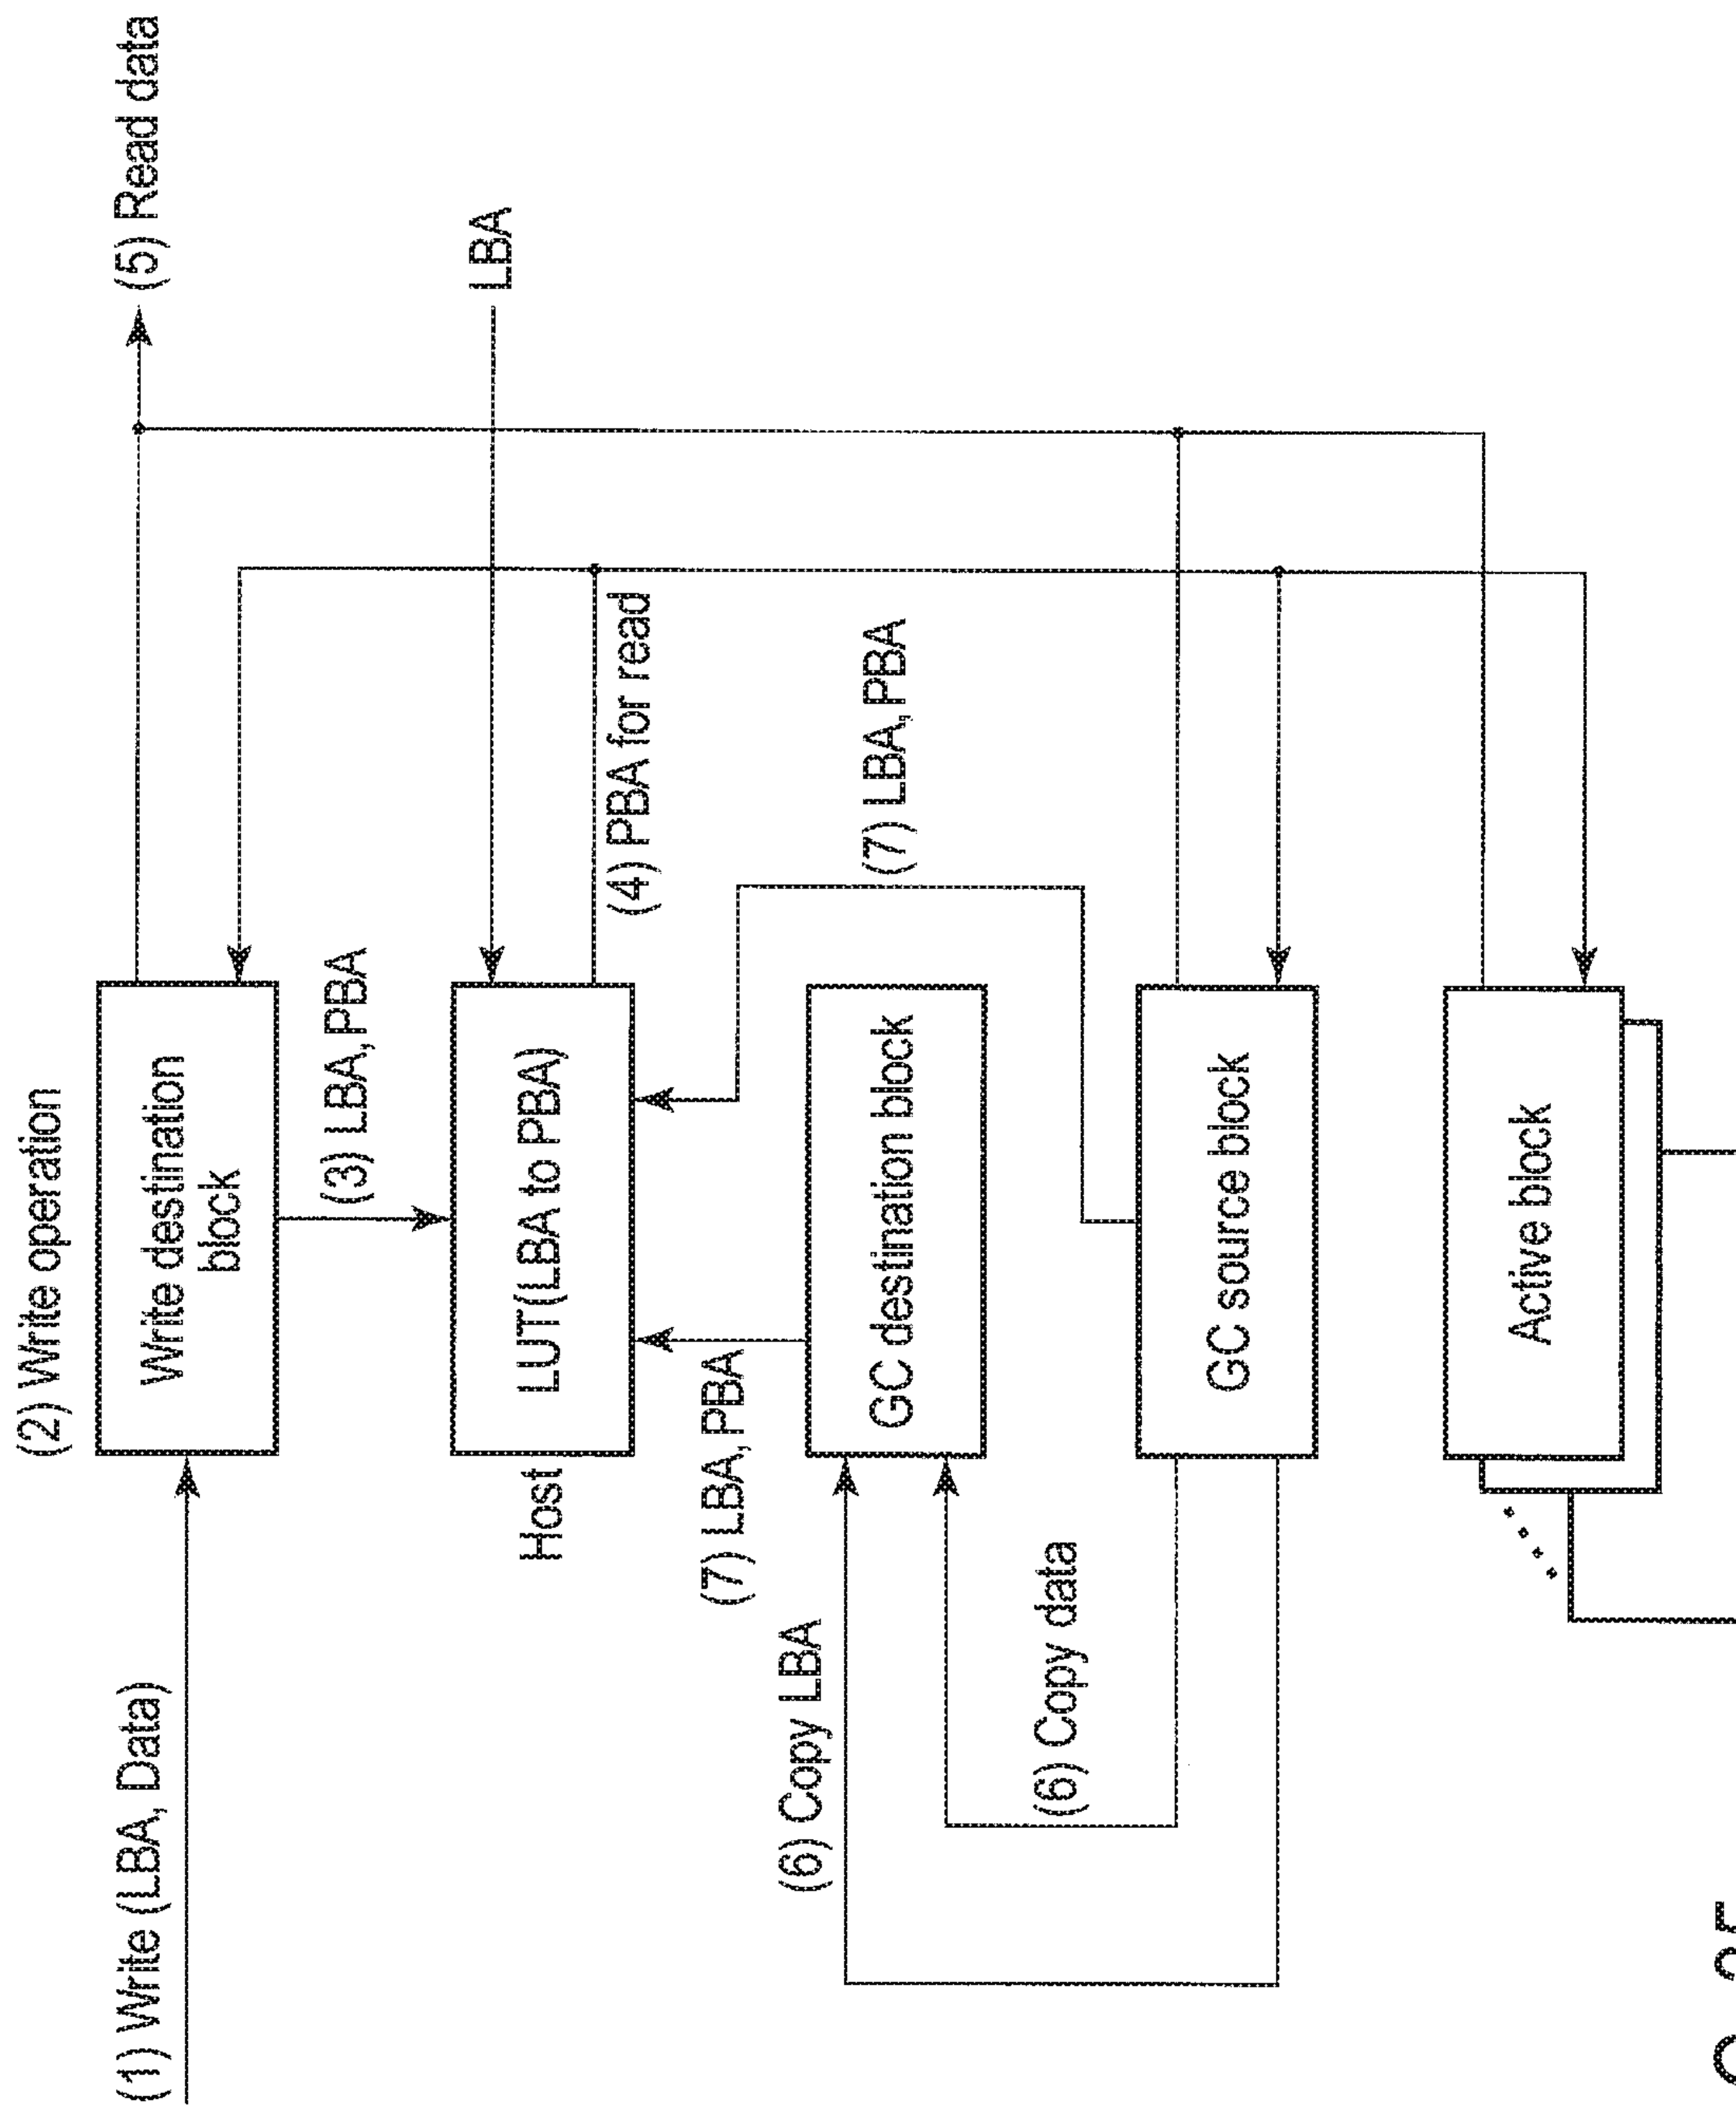 (2) Write operation
(1) Write (LBA, Data)
Write destination
block
(5) Read data
(3) LBA, PBA
Host
LUT(LBA to PBA)
LBA
(4) PBA for read
(7) LBA, PBA
(6) Copy LBA
GC destination block
(7) LBA, PBA
(6) Copy data
GC source block
Active block